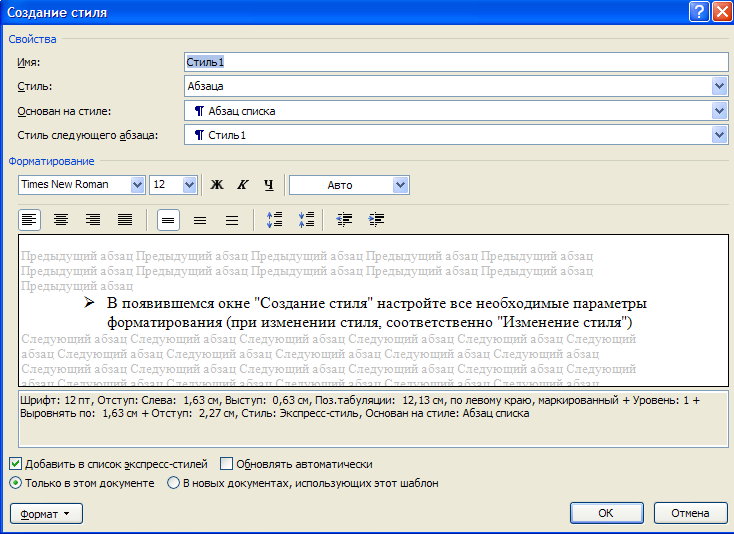 Создание стиля
Свойства
Имя: Стиль1
Стиль: Абзаца
Основан на стиле: ¶ Абзац списка
Стиль следующего абзаца: ¶ Стиль1
Форматирование
Times New Roman 12 Ж К Ч Авто
Предыдущий абзац Предыдущий абзац Предыдущий абзац Предыдущий абзац Предыдущий абзац
Предыдущий абзац Предыдущий абзац Предыдущий абзац Предыдущий абзац Предыдущий абзац
Предыдущий абзац
➢ В появившемся окне "Создание стиля" настройте все необходимые параметры
форматирования (при изменении стиля, соответственно "Изменение стиля")
Следующий абзац Следующий абзац Следующий абзац Следующий абзац Следующий абзац Следующий
абзац Следующий абзац Следующий абзац Следующий абзац Следующий абзац
Следующий абзац Следующий абзац Следующий абзац Следующий абзац Следующий абзац Следующий
абзац Следующий абзац Следующий абзац Следующий абзац Следующий абзац
Шрифт: 12 пт, Отступ: Слева: 1,63 см, Выступ: 0,63 см, Поз.табуляции: 12,13 см, по левому краю, маркированный + Уровень: 1 +
Выровнять по: 1,63 см + Отступ: 2,27 см, Стиль: Экспресс-стиль, Основан на стиле: Абзац списка
Добавить в список экспресс-стилей Обновлять автоматически
Только в этом документе В новых документах, использующих этот шаблон
Формат OK Отмена